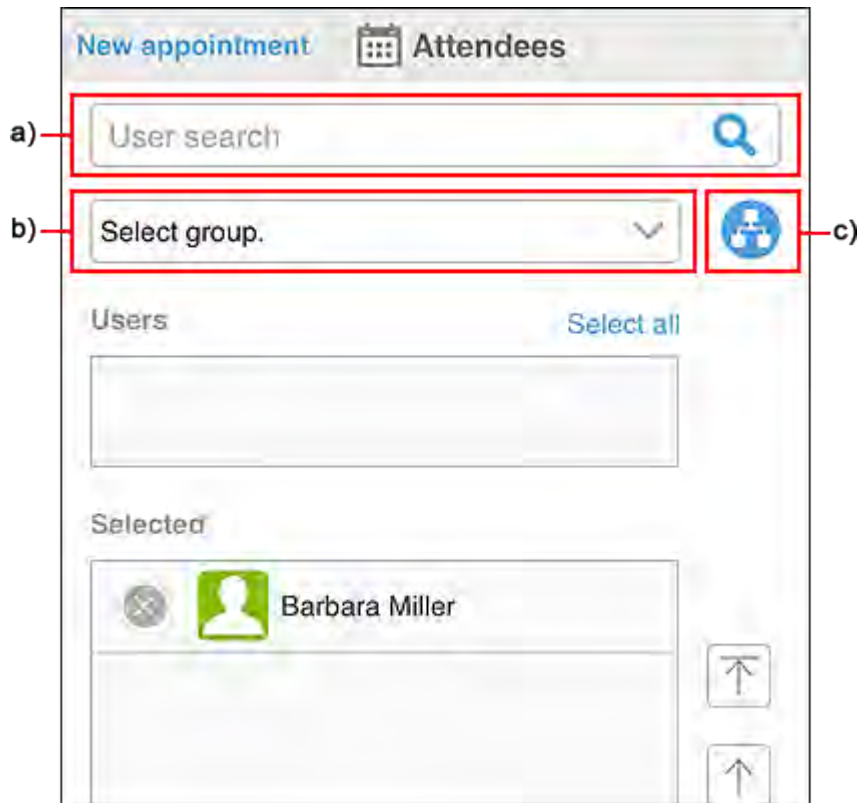 New appointment Attendees
a) User search
b) Select group. c)
Users Select all
Selected
Barbara Miller